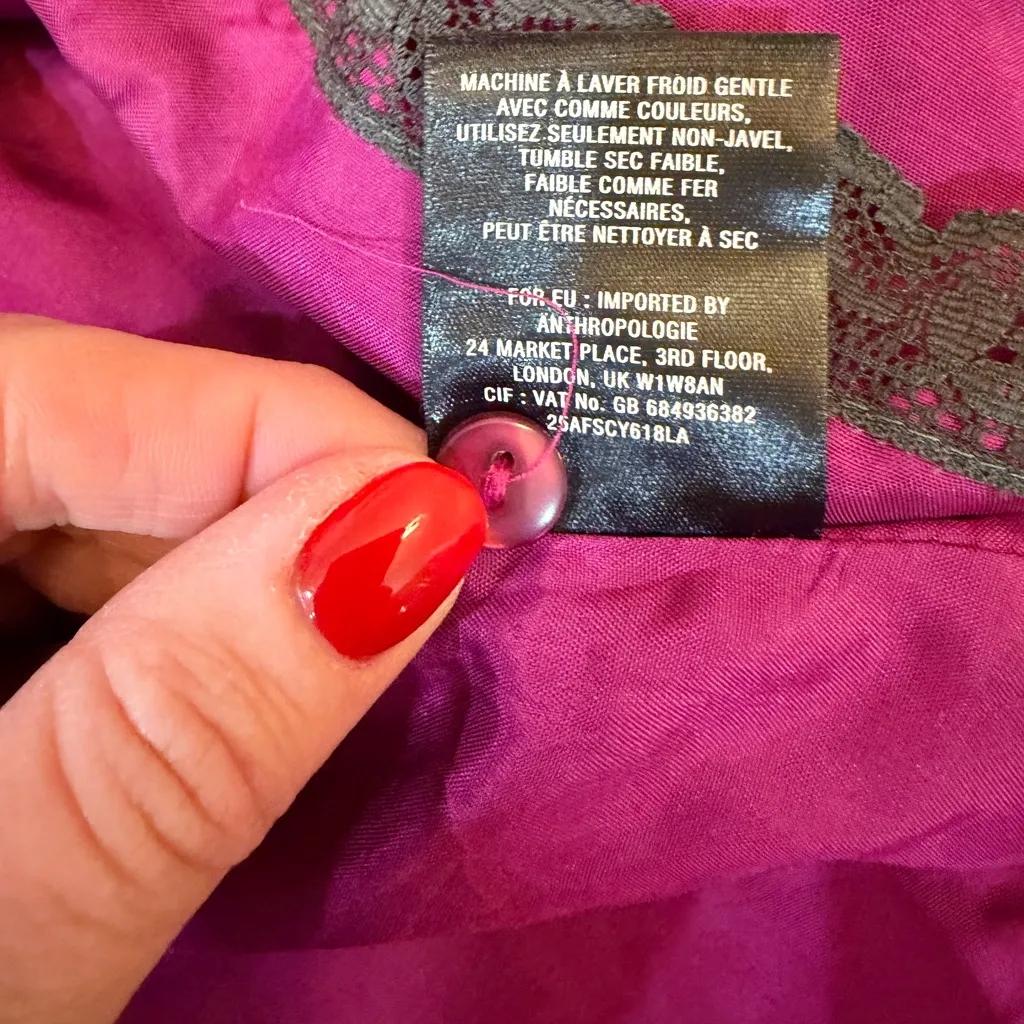 MACHINE À LAVER FROID GENTLE
AVEC COMME COULEURS,
UTILISEZ SEULEMENT NON-JAVEL,
TUMBLE SEC FAIBLE,
FAIBLE COMME FER
NÉCESSAIRES,
PEUT ÊTRE NETTOYER À SEC
FOR EU : IMPORTED BY
ANTHROPOLOGIE
24 MARKET PLACE, 3RD FLOOR,
LONDON, UK W1W8AN
CIF : VAT No. GB 684936382
25AFSCY618LA